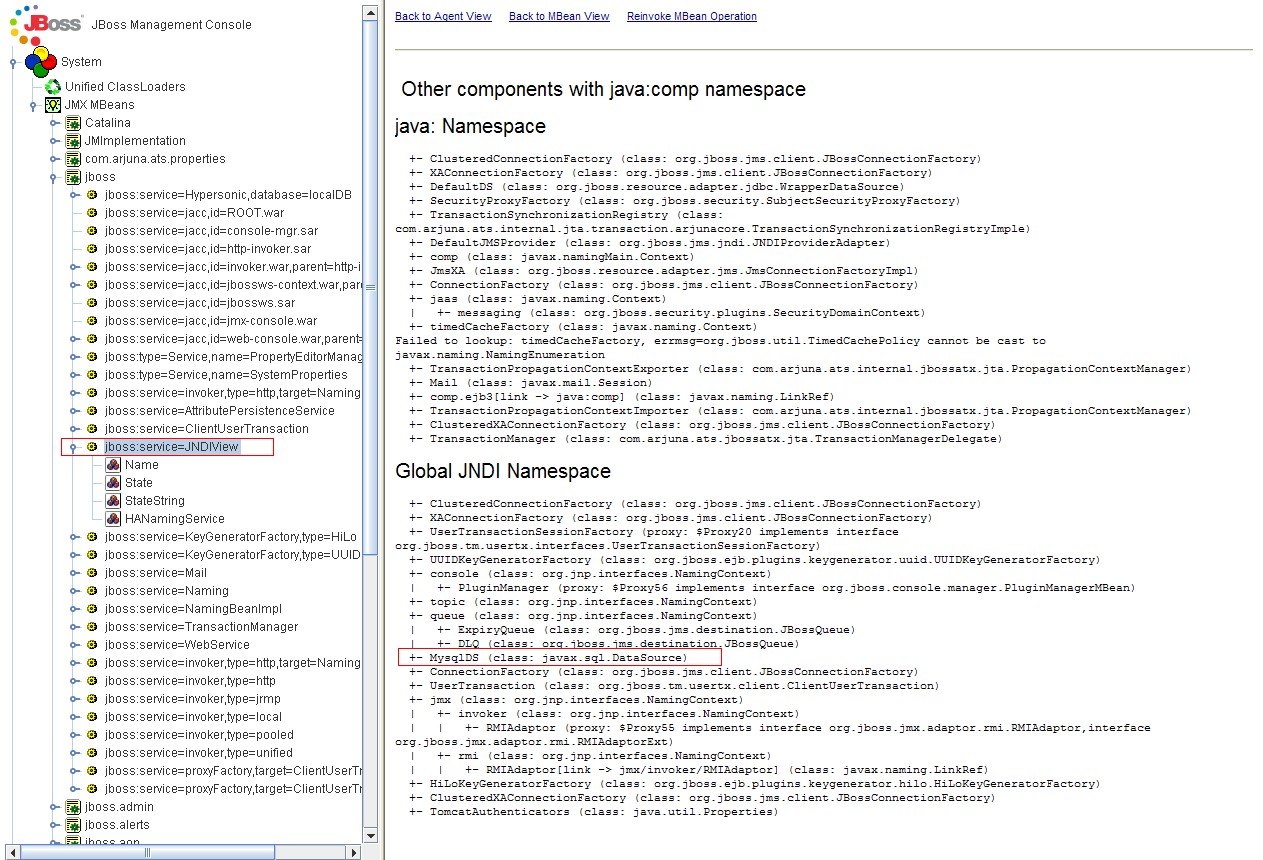 JBoss JBoss Management Console
System
Unified ClassLoaders
JMX MBeans
Catalina
JMImplementation
com.arjuna.ats.properties
jboss
jboss:service=Hypersonic,database=localDB
jboss:service=jacc,id=ROOT.war
jboss:service=jacc,id=console-mgr.sar
jboss:service=jacc,id=http-invoker.sar
jboss:service=jacc,id=invoker.war,parent=http-i
jboss:service=jacc,id=jbossws-context.war,par
jboss:service=jacc,id=jbossws.sar
jboss:service=jacc,id=jmx-console.war
jboss:service=jacc,id=web-console.war,parent=
jboss:type=Service,name=PropertyEditorManag
jboss:type=Service,name=SystemProperties
jboss:service=invoker,type=http,target=Naming
jboss:service=AttributePersistenceService
jboss:service=ClientUserTransaction
jboss:service=JNDIView
Name
State
StateString
HANamingService
jboss:service=KeyGeneratorFactory,type=HiLo
jboss:service=KeyGeneratorFactory,type=UUID
jboss:service=Mail
jboss:service=Naming
jboss:service=NamingBeanImpl
jboss:service=TransactionManager
jboss:service=WebService
jboss:service=invoker,type=http,target=Naming
jboss:service=invoker,type=http
jboss:service=invoker,type=jrmp
jboss:service=invoker,type=local
jboss:service=invoker,type=pooled
jboss:service=invoker,type=unified
jboss:service=proxyFactory,target=ClientUserTr
jboss:service=proxyFactory,target=ClientUserTr
jboss.admin
jboss.alerts
jboss.aop
Back to Agent View Back to MBean View Reinvoke MBean Operation
Other components with java:comp namespace
java: Namespace
+- ClusteredConnectionFactory (class: org.jboss.jms.client.JBossConnectionFactory)
+- XAConnectionFactory (class: org.jboss.jms.client.JBossConnectionFactory)
+- DefaultDS (class: org.jboss.resource.adapter.jdbc.WrapperDataSource)
+- SecurityProxyFactory (class: org.jboss.security.SubjectSecurityProxyFactory)
+- TransactionSynchronizationRegistry (class:
com.arjuna.ats.internal.jta.transaction.arjunacore.TransactionSynchronizationRegistryImple)
+- DefaultJMSProvider (class: org.jboss.jms.jndi.JNDIProviderAdapter)
+- comp (class: javax.namingMain.Context)
+- JmsXA (class: org.jboss.resource.adapter.jms.JmsConnectionFactoryImpl)
+- ConnectionFactory (class: org.jboss.jms.client.JBossConnectionFactory)
+- jaas (class: javax.naming.Context)
| +- messaging (class: org.jboss.security.plugins.SecurityDomainContext)
+- timedCacheFactory (class: javax.naming.Context)
Failed to lookup: timedCacheFactory, errmsg=org.jboss.util.TimedCachePolicy cannot be cast to
javax.naming.NamingEnumeration
+- TransactionPropagationContextExporter (class: com.arjuna.ats.internal.jbossatx.jta.PropagationContextManager)
+- Mail (class: javax.mail.Session)
+- comp.ejb3[link -> java:comp] (class: javax.naming.LinkRef)
+- TransactionPropagationContextImporter (class: com.arjuna.ats.internal.jbossatx.jta.PropagationContextManager)
+- ClusteredXAConnectionFactory (class: org.jboss.jms.client.JBossConnectionFactory)
+- TransactionManager (class: com.arjuna.ats.jbossatx.jta.TransactionManagerDelegate)
Global JNDI Namespace
+- ClusteredConnectionFactory (class: org.jboss.jms.client.JBossConnectionFactory)
+- XAConnectionFactory (class: org.jboss.jms.client.JBossConnectionFactory)
+- UserTransactionSessionFactory (proxy: $Proxy20 implements interface
org.jboss.tm.usertx.interfaces.UserTransactionSessionFactory)
+- UUIDKeyGeneratorFactory (class: org.jboss.ejb.plugins.keygenerator.uuid.UUIDKeyGeneratorFactory)
+- console (class: org.jnp.interfaces.NamingContext)
| +- PluginManager (proxy: $Proxy56 implements interface org.jboss.console.manager.PluginManagerMBean)
+- topic (class: org.jnp.interfaces.NamingContext)
+- queue (class: org.jnp.interfaces.NamingContext)
| +- ExpiryQueue (class: org.jboss.jms.destination.JBossQueue)
| +- DLQ (class: org.jboss.jms.destination.JBossQueue)
+- MysqlDS (class: javax.sql.DataSource)
+- ConnectionFactory (class: org.jboss.jms.client.JBossConnectionFactory)
+- UserTransaction (class: org.jboss.tm.usertx.client.ClientUserTransaction)
+- jmx (class: org.jnp.interfaces.NamingContext)
| +- invoker (class: org.jnp.interfaces.NamingContext)
| | +- RMIAdaptor (proxy: $Proxy55 implements interface org.jboss.jmx.adaptor.rmi.RMIAdaptor,interface
org.jboss.jmx.adaptor.rmi.RMIAdaptorExt)
| +- rmi (class: org.jnp.interfaces.NamingContext)
| | +- RMIAdaptor[link -> jmx/invoker/RMIAdaptor] (class: javax.naming.LinkRef)
+- HiLoKeyGeneratorFactory (class: org.jboss.ejb.plugins.keygenerator.hilo.HiLoKeyGeneratorFactory)
+- ClusteredXAConnectionFactory (class: org.jboss.jms.client.JBossConnectionFactory)
+- TomcatAuthenticators (class: java.util.Properties)